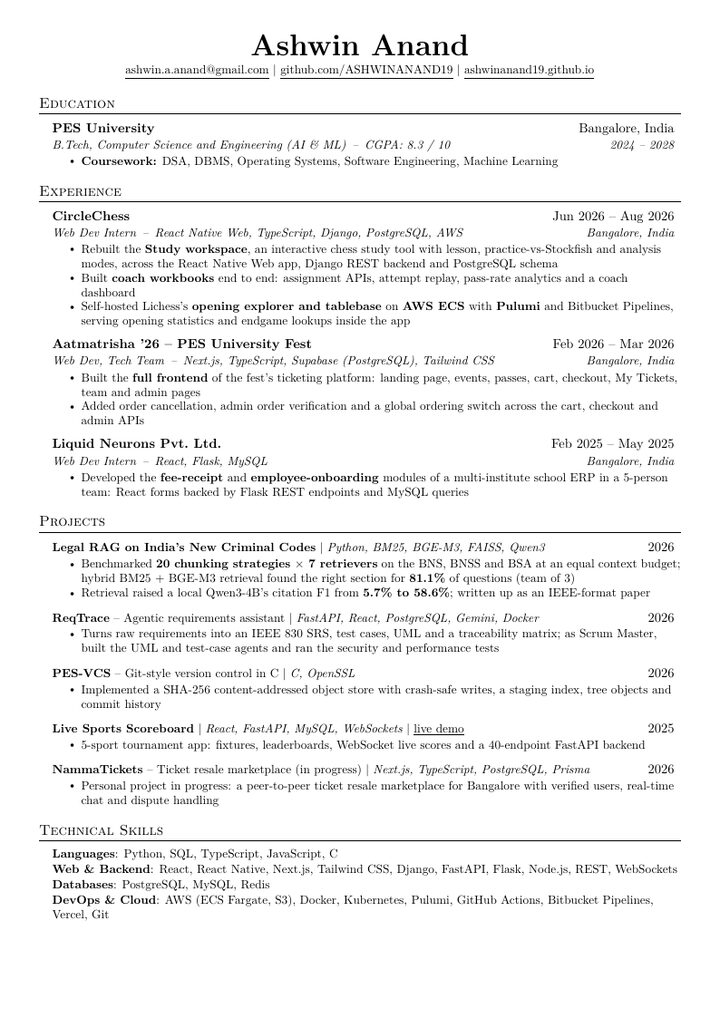 Ashwin Anand
ashwin.a.anand@gmail.com | github.com/ASHWINANAND19 | ashwinanand19.github.io
Education
PES University Bangalore, India
B.Tech, Computer Science and Engineering (AI & ML) – CGPA: 8.3 / 10 2024 – 2028
• Coursework: DSA, DBMS, Operating Systems, Software Engineering, Machine Learning
Experience
CircleChess Jun 2026 – Aug 2026
Web Dev Intern – React Native Web, TypeScript, Django, PostgreSQL, AWS Bangalore, India
• Rebuilt the Study workspace, an interactive chess study tool with lesson, practice-vs-Stockfish and analysis
modes, across the React Native Web app, Django REST backend and PostgreSQL schema
• Built coach workbooks end to end: assignment APIs, attempt replay, pass-rate analytics and a coach
dashboard
• Self-hosted Lichess's opening explorer and tablebase on AWS ECS with Pulumi and Bitbucket Pipelines,
serving opening statistics and endgame lookups inside the app
Aatmatrisha '26 – PES University Fest Feb 2026 – Mar 2026
Web Dev, Tech Team – Next.js, TypeScript, Supabase (PostgreSQL), Tailwind CSS Bangalore, India
• Built the full frontend of the fest's ticketing platform: landing page, events, passes, cart, checkout, My Tickets,
team and admin pages
• Added order cancellation, admin order verification and a global ordering switch across the cart, checkout and
admin APIs
Liquid Neurons Pvt. Ltd. Feb 2025 – May 2025
Web Dev Intern – React, Flask, MySQL Bangalore, India
• Developed the fee-receipt and employee-onboarding modules of a multi-institute school ERP in a 5-person
team: React forms backed by Flask REST endpoints and MySQL queries
Projects
Legal RAG on India's New Criminal Codes | Python, BM25, BGE-M3, FAISS, Qwen3 2026
• Benchmarked 20 chunking strategies × 7 retrievers on the BNS, BNSS and BSA at an equal context budget;
hybrid BM25 + BGE-M3 retrieval found the right section for 81.1% of questions (team of 3)
• Retrieval raised a local Qwen3-4B's citation F1 from 5.7% to 58.6%; written up as an IEEE-format paper
ReqTrace – Agentic requirements assistant | FastAPI, React, PostgreSQL, Gemini, Docker 2026
• Turns raw requirements into an IEEE 830 SRS, test cases, UML and a traceability matrix; as Scrum Master,
built the UML and test-case agents and ran the security and performance tests
PES-VCS – Git-style version control in C | C, OpenSSL 2026
• Implemented a SHA-256 content-addressed object store with crash-safe writes, a staging index, tree objects and
commit history
Live Sports Scoreboard | React, FastAPI, MySQL, WebSockets | live demo 2025
• 5-sport tournament app: fixtures, leaderboards, WebSocket live scores and a 40-endpoint FastAPI backend
NammaTickets – Ticket resale marketplace (in progress) | Next.js, TypeScript, PostgreSQL, Prisma 2026
• Personal project in progress: a peer-to-peer ticket resale marketplace for Bangalore with verified users, real-time
chat and dispute handling
Technical Skills
Languages: Python, SQL, TypeScript, JavaScript, C
Web & Backend: React, React Native, Next.js, Tailwind CSS, Django, FastAPI, Flask, Node.js, REST, WebSockets
Databases: PostgreSQL, MySQL, Redis
DevOps & Cloud: AWS (ECS Fargate, S3), Docker, Kubernetes, Pulumi, GitHub Actions, Bitbucket Pipelines,
Vercel, Git